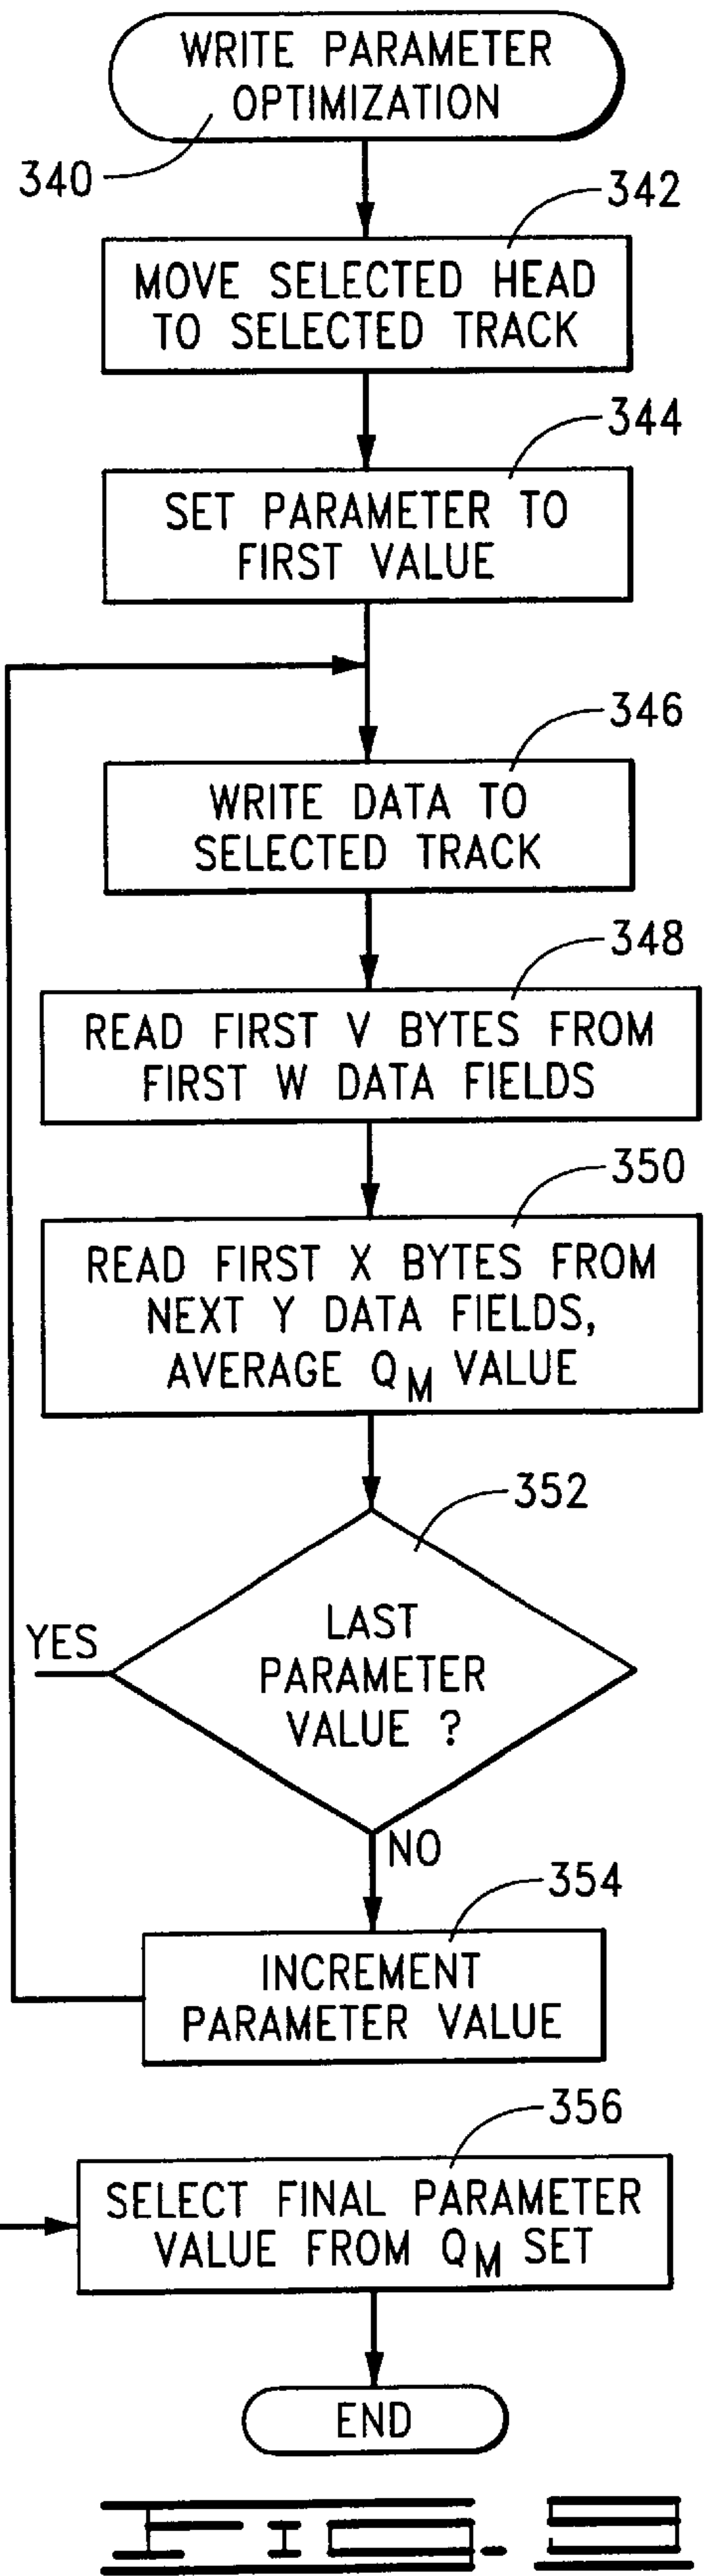 WRITE PARAMETER
OPTIMIZATION
340
342
MOVE SELECTED HEAD
TO SELECTED TRACK
344
SET PARAMETER TO
FIRST VALUE
346
WRITE DATA TO
SELECTED TRACK
348
READ FIRST V BYTES FROM
FIRST W DATA FIELDS
350
READ FIRST X BYTES FROM
NEXT Y DATA FIELDS,
AVERAGE QM VALUE
352
YES
LAST
PARAMETER
VALUE ?
NO
354
INCREMENT
PARAMETER VALUE
356
SELECT FINAL PARAMETER
VALUE FROM QM SET
END